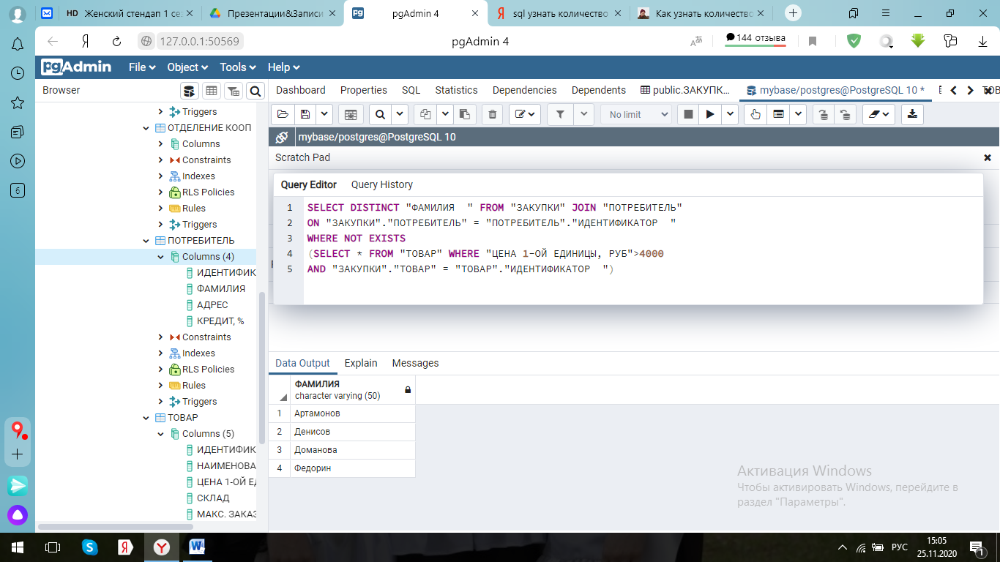 HD Женский стендап 1 сез
Презентации&Записи
pgAdmin 4
sql узнать количество
Как узнать количество
Я
127.0.0.1:50569
pgAdmin 4
144 отзыва
pgAdmin
File
Object
Tools
Help
Browser
Dashboard
Properties
SQL
Statistics
Dependencies
Dependents
public.ЗАКУПК...
mybase/postgres@PostgreSQL 10 *
No limit
mybase/postgres@PostgreSQL 10
Scratch Pad
Query Editor
Query History
1 SELECT DISTINCT "ФАМИЛИЯ  " FROM "ЗАКУПКИ" JOIN "ПОТРЕБИТЕЛЬ"
2 ON "ЗАКУПКИ"."ПОТРЕБИТЕЛЬ" = "ПОТРЕБИТЕЛЬ"."ИДЕНТИФИКАТОР  "
3 WHERE NOT EXISTS
4 (SELECT * FROM "ТОВАР" WHERE "ЦЕНА 1-ОЙ ЕДИНИЦЫ, РУБ">4000
5 AND "ЗАКУПКИ"."ТОВАР" = "ТОВАР"."ИДЕНТИФИКАТОР  ")
Triggers
ОТДЕЛЕНИЕ КООП
Columns
Constraints
Indexes
RLS Policies
Rules
Triggers
ПОТРЕБИТЕЛЬ
Columns (4)
ИДЕНТИФИК
ФАМИЛИЯ
АДРЕС
КРЕДИТ, %
Constraints
Indexes
RLS Policies
Rules
Triggers
ТОВАР
Columns (5)
ИДЕНТИФИК
НАИМЕНОВА
ЦЕНА 1-ОЙ ЕД
СКЛАД
МАКС. ЗАКАЗ
Data Output
Explain
Messages
ФАМИЛИЯ
character varying (50)
1 Артамонов
2 Денисов
3 Доманова
4 Федорин
Активация Windows
Чтобы активировать Windows, перейдите в
раздел "Параметры".
6
РУС
15:05
25.11.2020
1